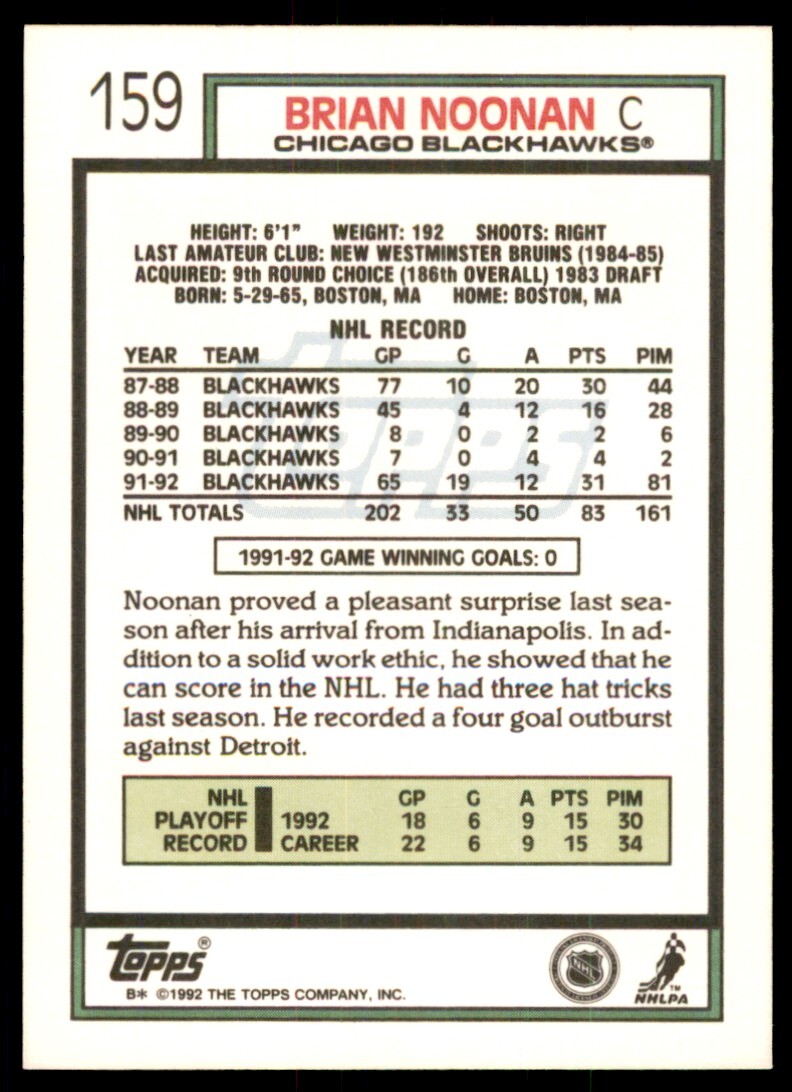 159
BRIAN NOONAN C
CHICAGO BLACKHAWKS®
HEIGHT: 6'1" WEIGHT: 192 SHOOTS: RIGHT
LAST AMATEUR CLUB: NEW WESTMINSTER BRUINS (1984-85)
ACQUIRED: 9th ROUND CHOICE (186th OVERALL) 1983 DRAFT
BORN: 5-29-65, BOSTON, MA HOME: BOSTON, MA
NHL RECORD
YEAR TEAM GP G A PTS PIM
87-88 BLACKHAWKS 77 10 20 30 44
88-89 BLACKHAWKS 45 4 12 16 28
89-90 BLACKHAWKS 8 0 2 2 6
90-91 BLACKHAWKS 7 0 4 4 2
91-92 BLACKHAWKS 65 19 12 31 81
NHL TOTALS 202 33 50 83 161
1991-92 GAME WINNING GOALS: 0
Noonan proved a pleasant surprise last sea-
son after his arrival from Indianapolis. In ad-
dition to a solid work ethic, he showed that he
can score in the NHL. He had three hat tricks
last season. He recorded a four goal outburst
against Detroit.
NHL GP G A PTS PIM
PLAYOFF 1992 18 6 9 15 30
RECORD CAREER 22 6 9 15 34
Topps®
B* ©1992 THE TOPPS COMPANY, INC.
NHL
™
NHLPA